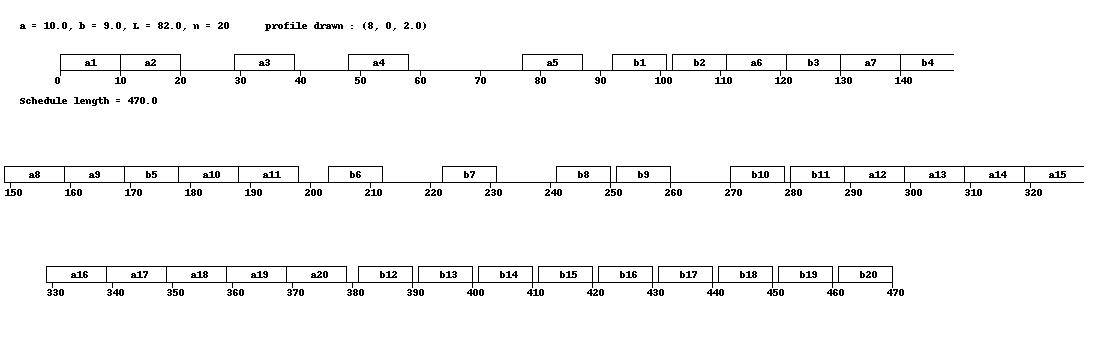 a = 10.0, b = 9.0, L = 82.0, n = 20 profile drawn : (8, 0, 2.0)
a1 a2 a3 a4 a5 b1 b2 a6 b3 a7 b4
0 10 20 30 40 50 60 70 80 90 100 110 120 130 140
Schedule length = 470.0
a8 a9 b5 a10 a11 b6 b7 b8 b9 b10 b11 a12 a13 a14 a15
150 160 170 180 190 200 210 220 230 240 250 260 270 280 290 300 310 320
a16 a17 a18 a19 a20 b12 b13 b14 b15 b16 b17 b18 b19 b20
330 340 350 360 370 380 390 400 410 420 430 440 450 460 470